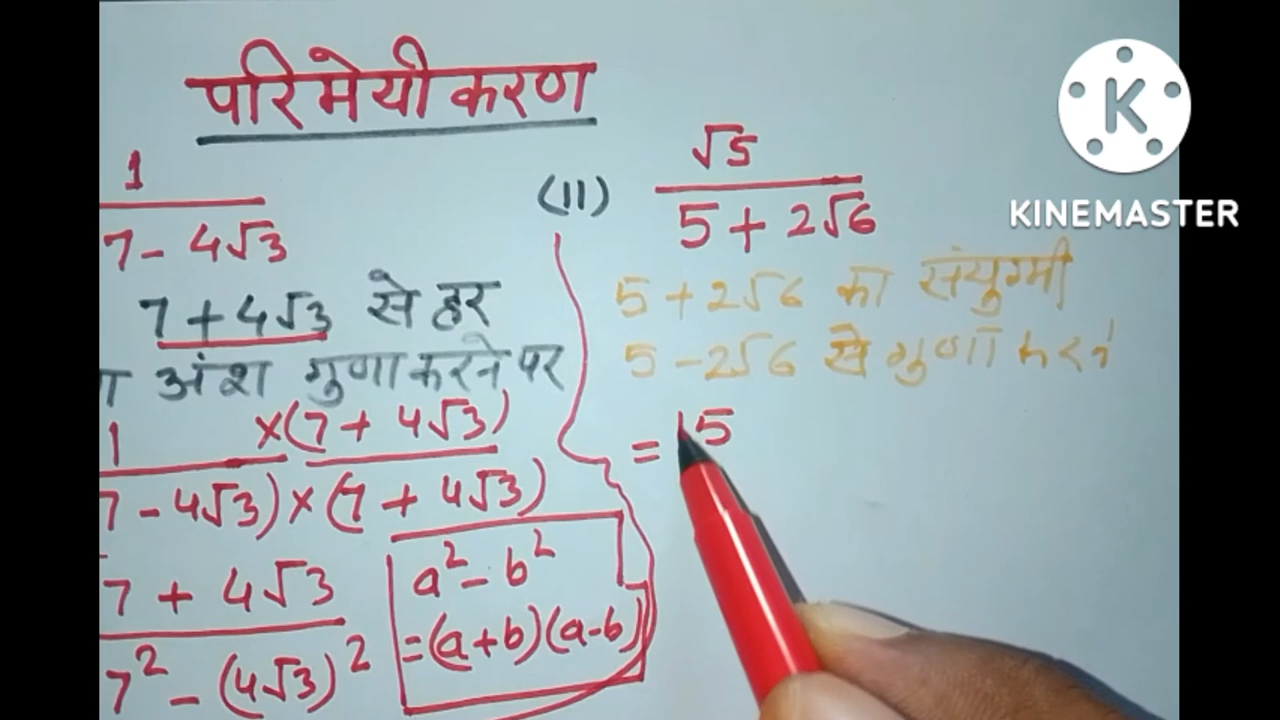 परिमेयीकरण
1
7 - 4√3
7 + 4√3 से हर
अंश गुणा करने पर
1 ×(7 + 4√3)
7 - 4√3) × (7 + 4√3)
7 + 4√3
7² - (4√3)²
a² - b²
= (a+b)(a-b)
(II) √5
5 + 2√6
5 + 2√6 का संयुग्मी
5 - 2√6 से गुणा करने
= 5
K
KINEMASTER